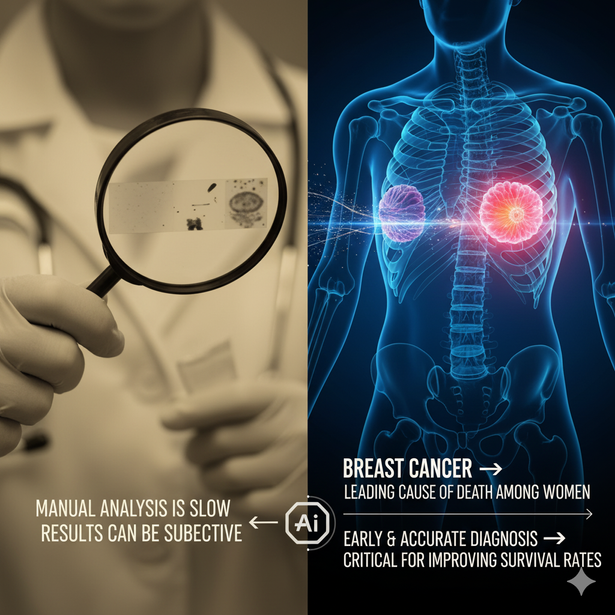 MANUAL ANALYSIS IS SLOW
RESULTS CAN BE SUBECTIVE ←
Ai
BREAST CANCER →
LEADING CAUSE OF DEATH AMONG WOMEN
EARLY & ACCURATE DIAGNOSIS →
CRITICAL FOR IMPROVING SURVIVAL RATES